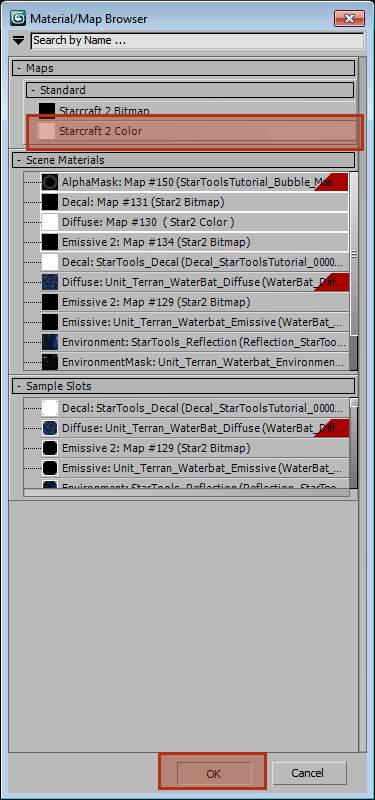 Material/Map Browser
Search by Name ...
- Maps
- Standard
Starcraft 2 Bitmap
Starcraft 2 Color
- Scene Materials
AlphaMask: Map #150 (StarToolsTutorial_Bubble_Mas
Decal: Map #131 (Star2 Bitmap)
Diffuse: Map #130 ( Star2 Color )
Emissive 2: Map #134 (Star2 Bitmap)
Decal: StarTools_Decal (Decal_StarToolsTutorial_0000...
Diffuse: Unit_Terran_Waterbat_Diffuse (WaterBat_Diff
Emissive 2: Map #129 (Star2 Bitmap)
Emissive: Unit_Terran_Waterbat_Emissive (WaterBat_...
Environment: StarTools_Reflection (Reflection_StarToo...
EnvironmentMask: Unit_Terran_Waterbat_Environmen...
- Sample Slots
Decal: StarTools_Decal (Decal_StarToolsTutorial_0000...
Diffuse: Unit_Terran_Waterbat_Diffuse (WaterBat_Diff
Emissive 2: Map #129 (Star2 Bitmap)
Emissive: Unit_Terran_Waterbat_Emissive (WaterBat_...
Environment: StarTools_Reflection (Reflection_StarToo...
OK
Cancel